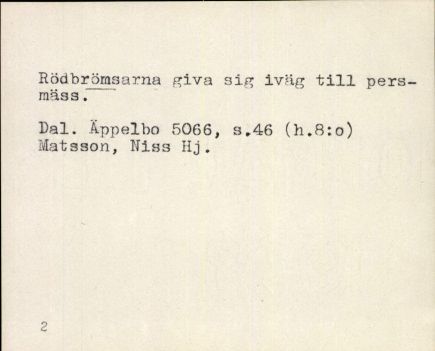 Rödbrömsarna giva sig iväg till pers-
mäss.
Dal. Äppelbo 5066, s.46 (h.8:o)
Matsson, Niss Hj.
2